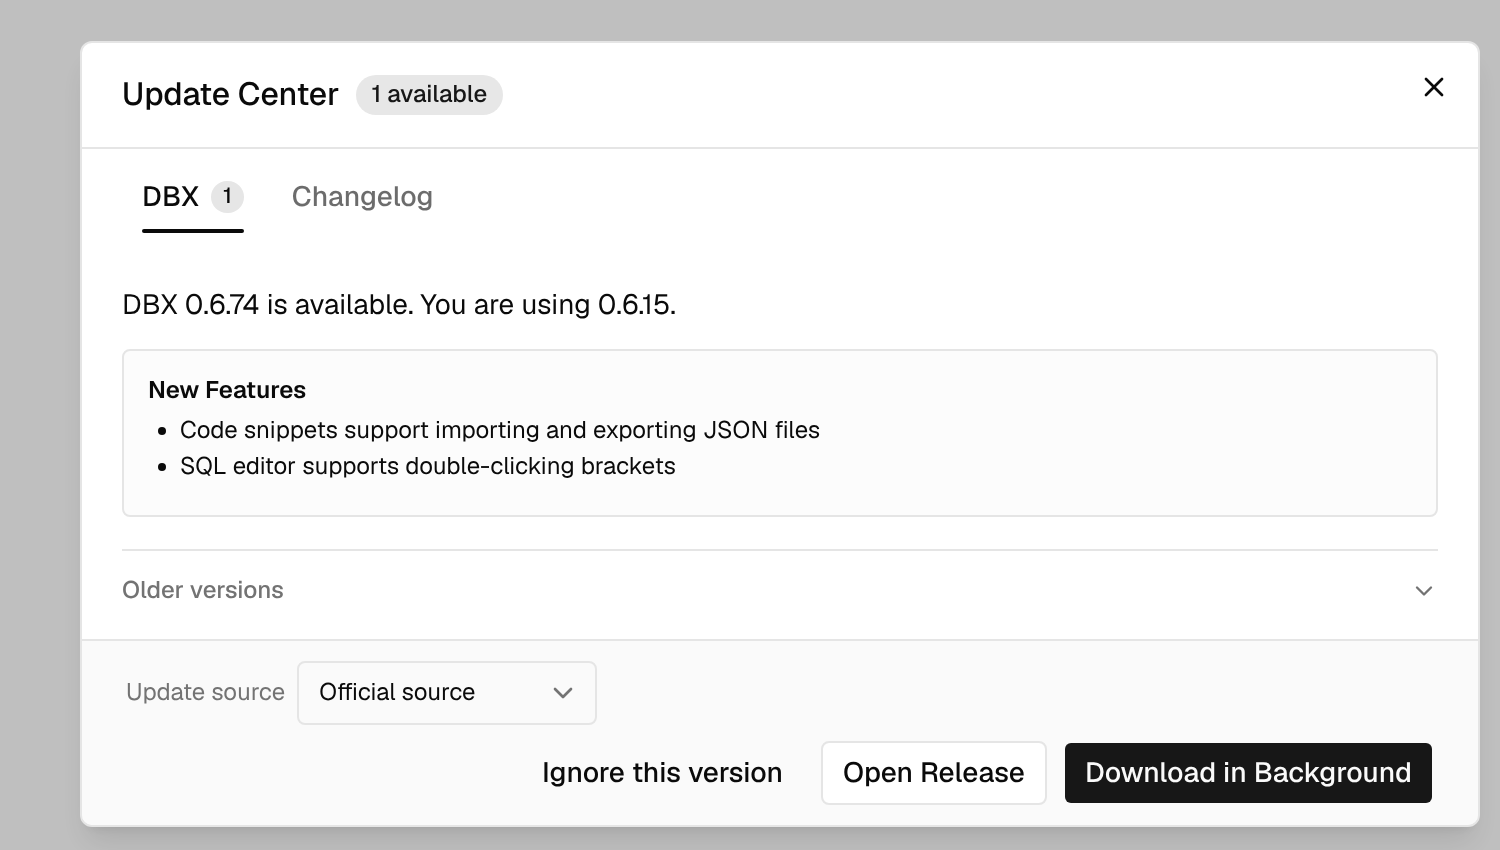 Update Center 1 available
DBX 1 Changelog
DBX 0.6.74 is available. You are using 0.6.15.
New Features
• Code snippets support importing and exporting JSON files
• SQL editor supports double-clicking brackets
Older versions
Update source Official source
Ignore this version Open Release Download in Background